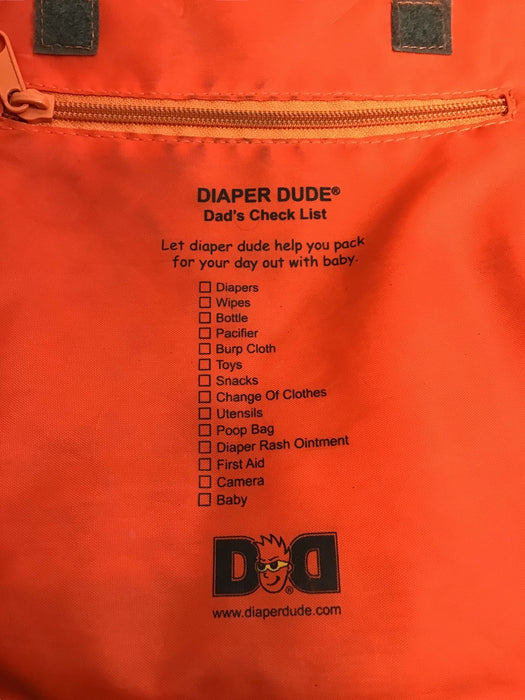 DIAPER DUDE®
Dad's Check List
Let diaper dude help you pack
for your day out with baby.
Diapers
Wipes
Bottle
Pacifier
Burp Cloth
Toys
Snacks
Change Of Clothes
Utensils
Poop Bag
Diaper Rash Ointment
First Aid
Camera
Baby
DD®
www.diaperdude.com